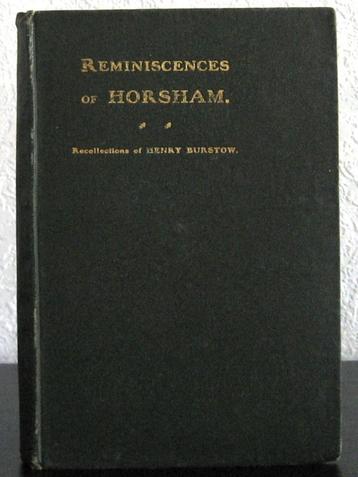 REMINISCENCES
OF HORSHAM.
Recollections of HENRY BURSTOW.